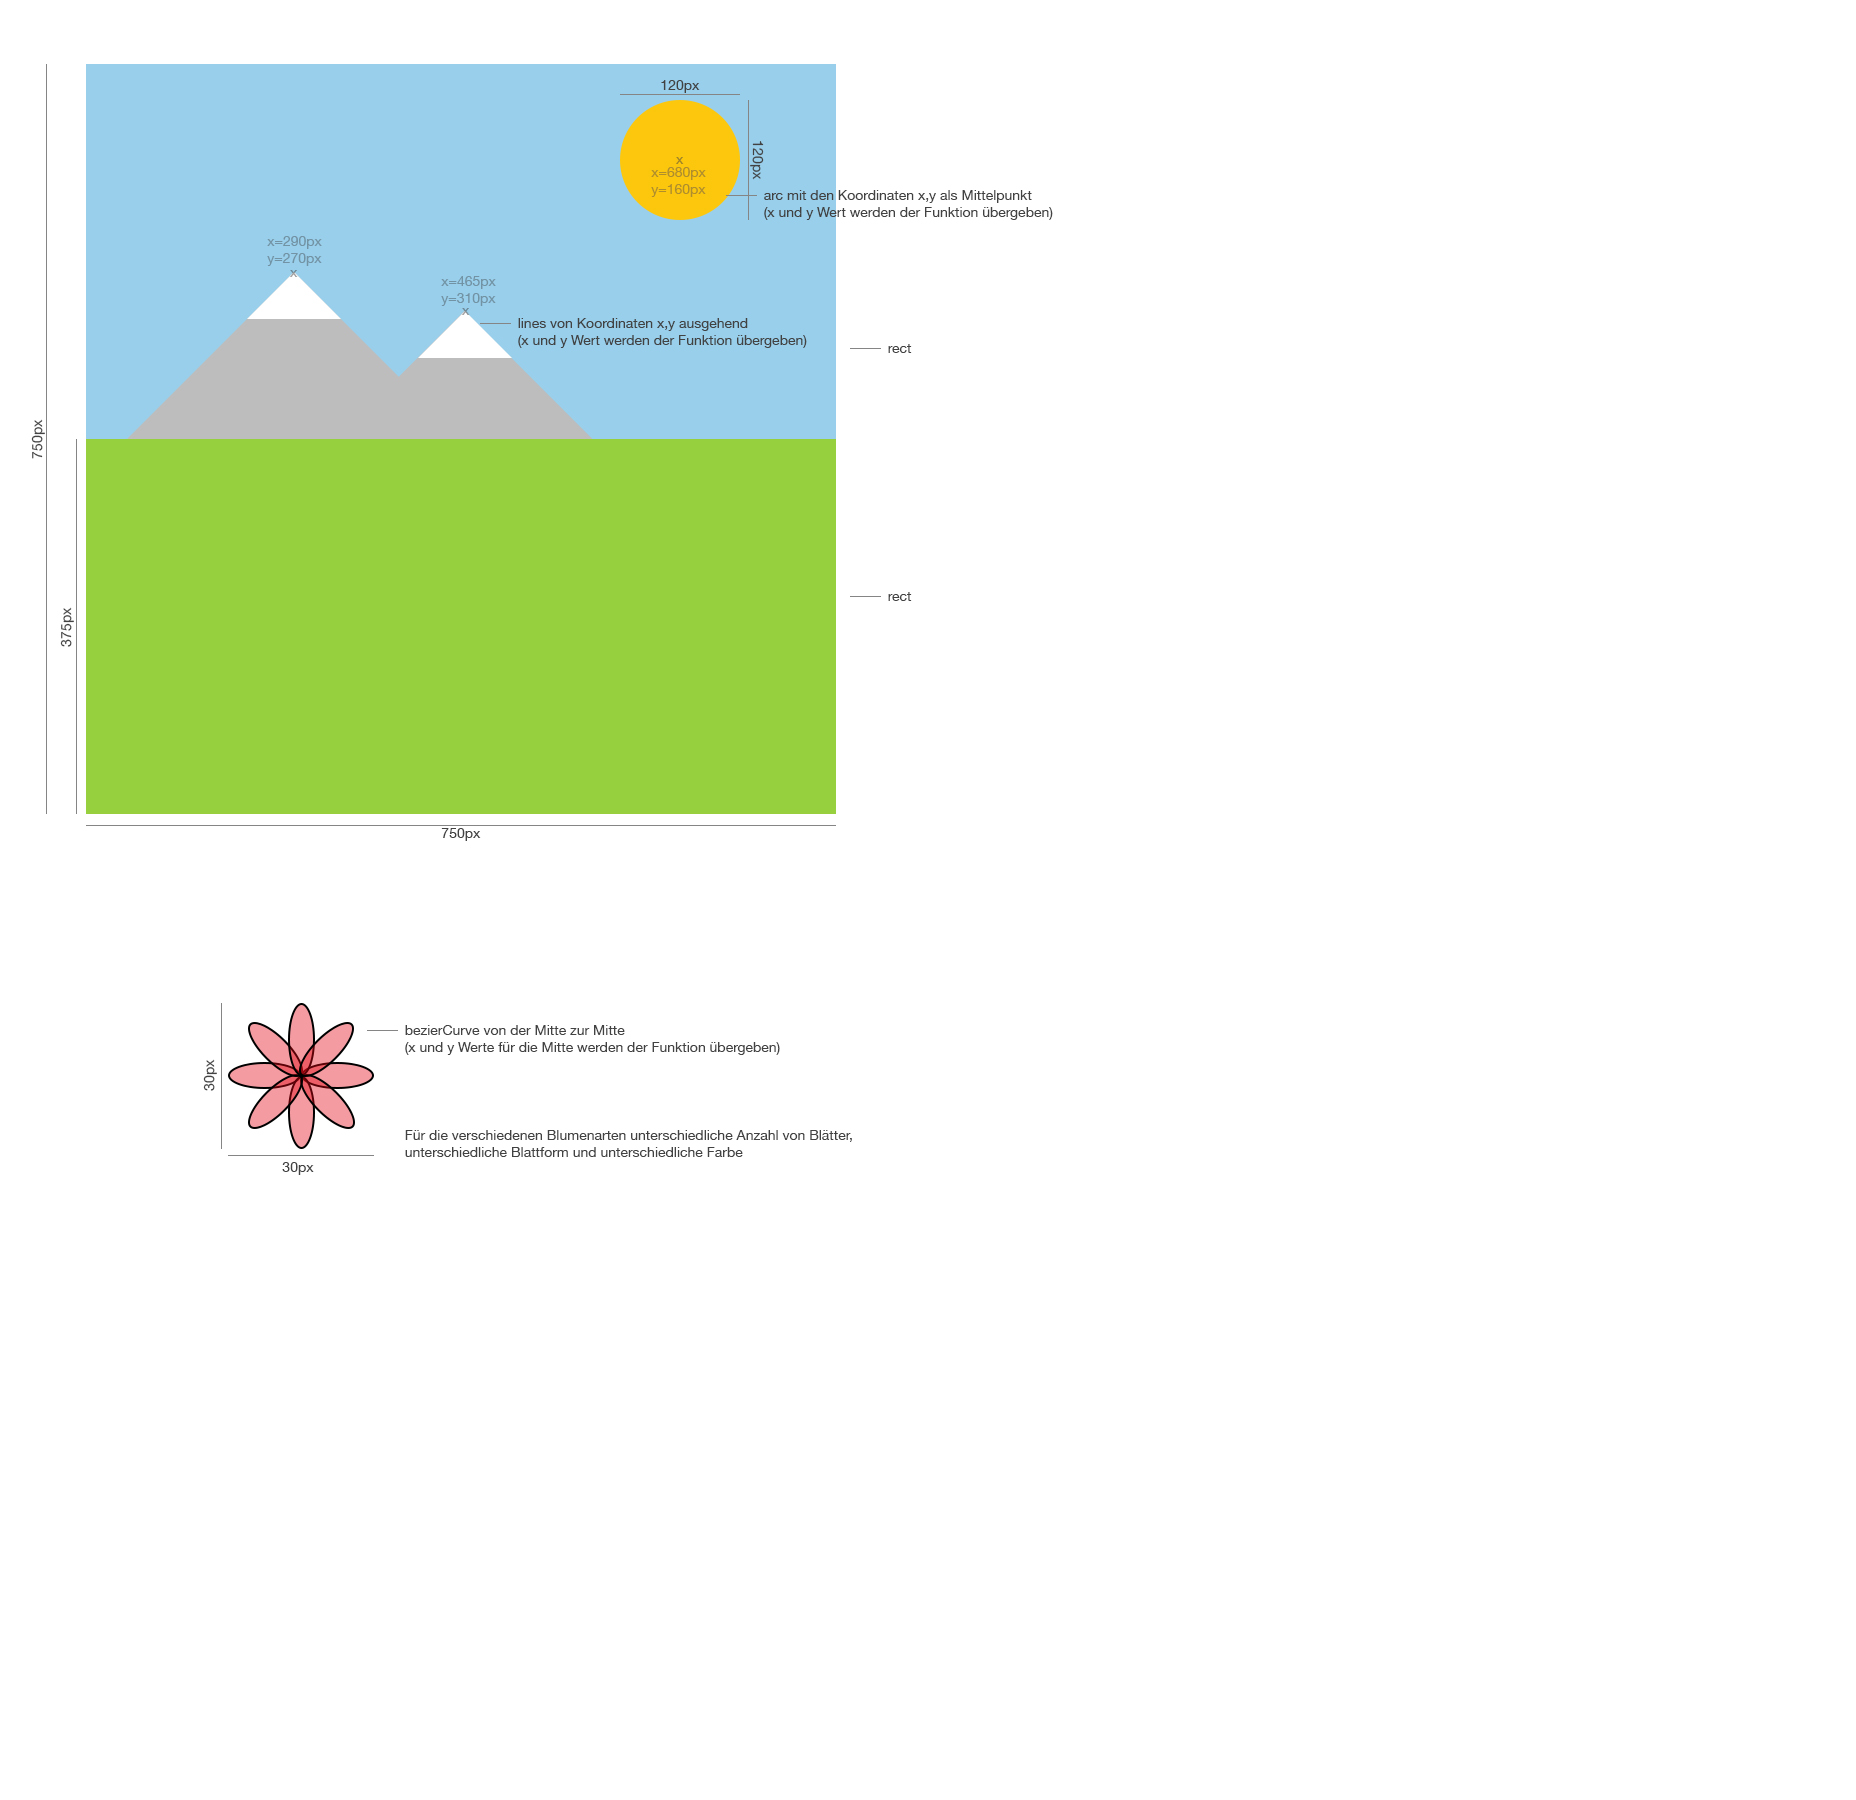 120px
120px
x
x=680px
y=160px
arc mit den Koordinaten x,y als Mittelpunkt
(x und y Wert werden der Funktion übergeben)
x=290px
y=270px
x
x=465px
y=310px
x
lines von Koordinaten x,y ausgehend
(x und y Wert werden der Funktion übergeben)
rect
750px
rect
375px
750px
bezierCurve von der Mitte zur Mitte
(x und y Werte für die Mitte werden der Funktion übergeben)
30px
Für die verschiedenen Blumenarten unterschiedliche Anzahl von Blätter,
unterschiedliche Blattform und unterschiedliche Farbe
30px